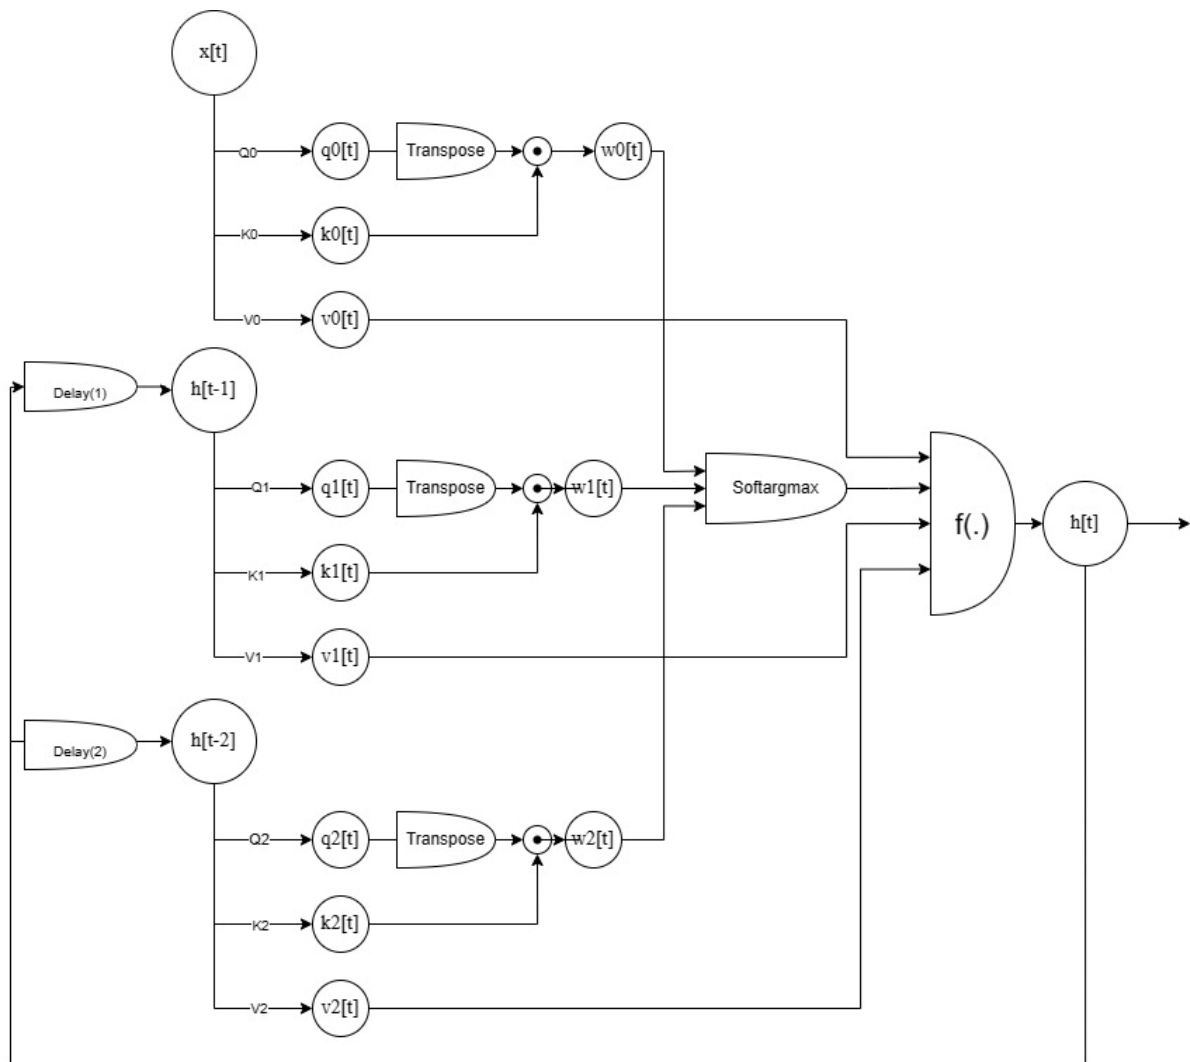 x[t]
Q0 q0[t] Transpose w0[t]
K0 k0[t]
V0 v0[t]
Delay(1) h[t-1]
Q1 q1[t] Transpose w1[t] Softargmax
f(.) h[t]
K1 k1[t]
V1 v1[t]
Delay(2) h[t-2]
Q2 q2[t] Transpose w2[t]
K2 k2[t]
V2 v2[t]